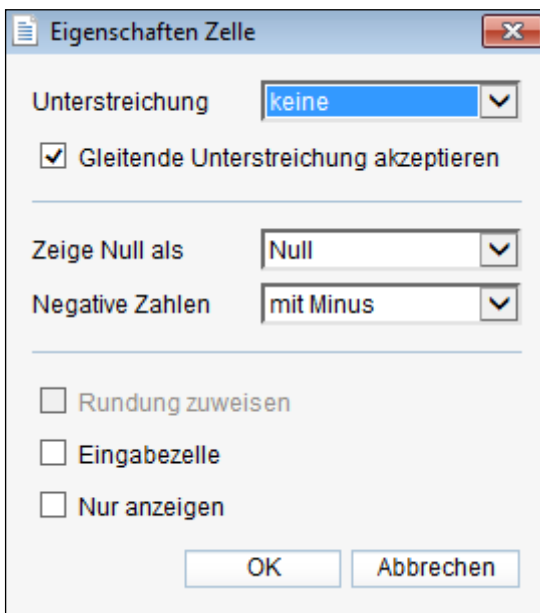 Eigenschaften Zelle
Unterstreichung keine
Gleitende Unterstreichung akzeptieren
Zeige Null als Null
Negative Zahlen mit Minus
Rundung zuweisen
Eingabezelle
Nur anzeigen
OK Abbrechen